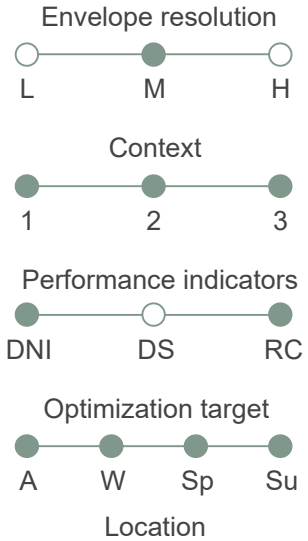 Envelope resolution
L M H
Context
1 2 3
Performance indicators
DNI DS RC
Optimization target
A W Sp Su
Location